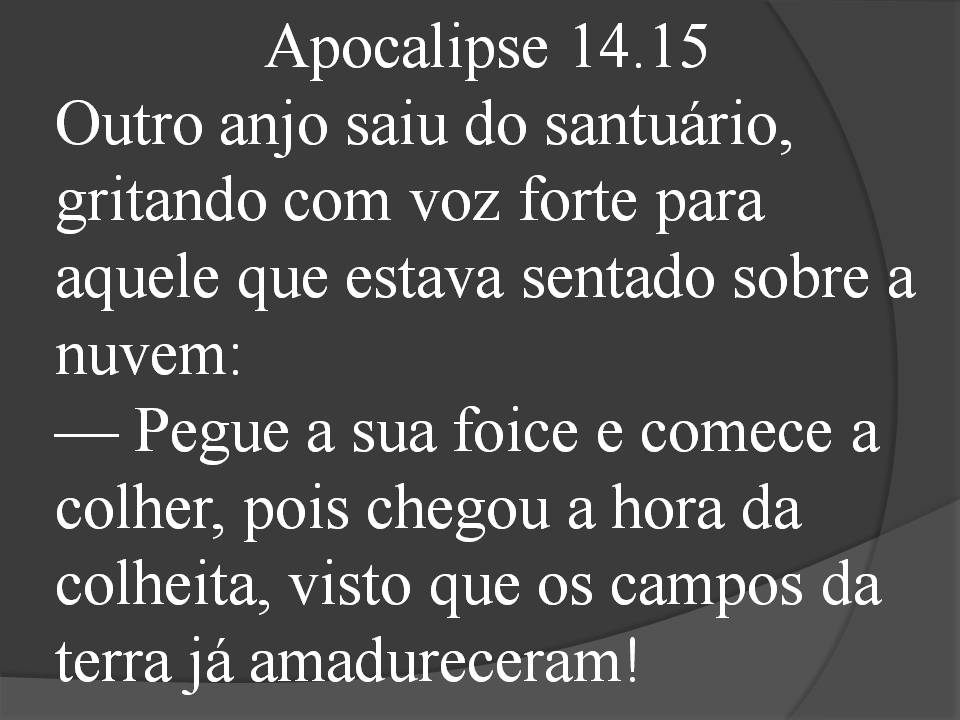 Apocalipse 14.15
Outro anjo saiu do santuário,
gritando com voz forte para
aquele que estava sentado sobre a
nuvem:
— Pegue a sua foice e comece a
colher, pois chegou a hora da
colheita, visto que os campos da
terra já amadureceram!